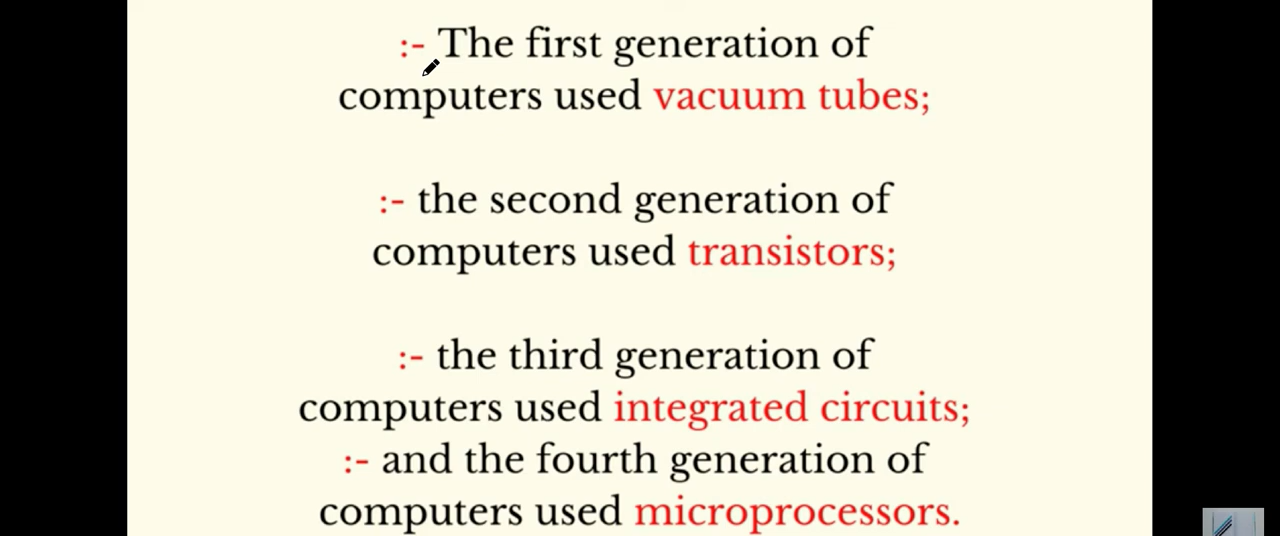 :- The first generation of
computers used vacuum tubes;
:- the second generation of
computers used transistors;
:- the third generation of
computers used integrated circuits;
:- and the fourth generation of
computers used microprocessors.